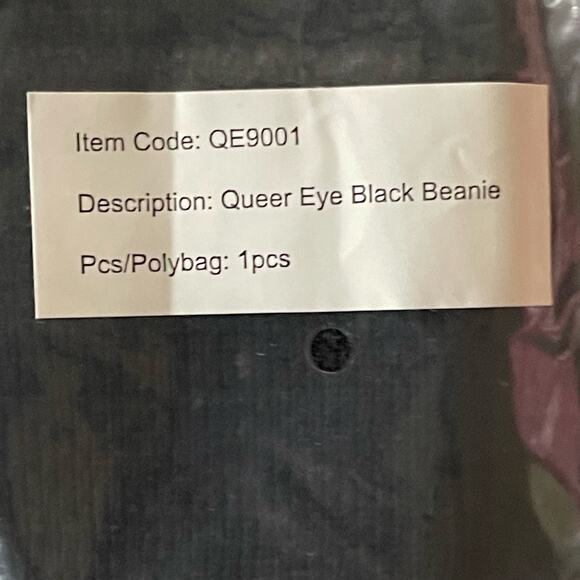 Item Code: QE9001
Description: Queer Eye Black Beanie
Pcs/Polybag: 1pcs